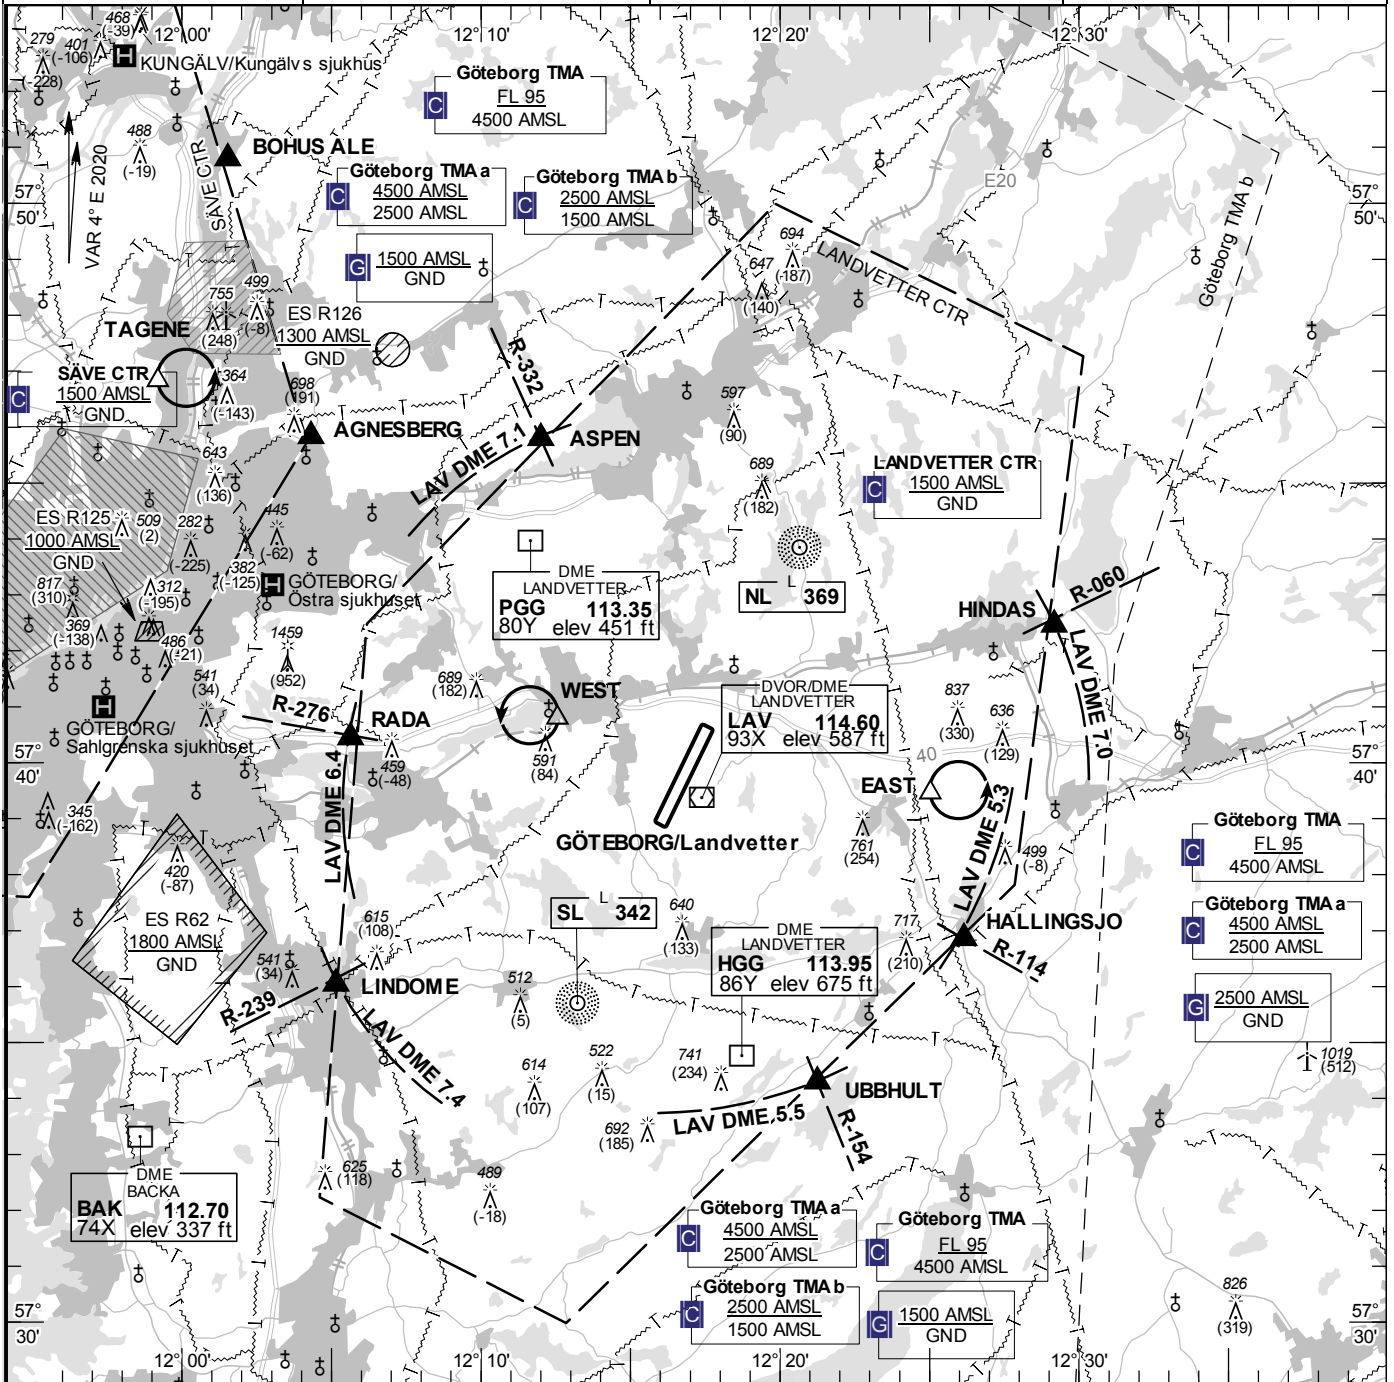 12°00'
12°20'
12°30'
468
(-39)
279
(-228)
401
(-106)
H
KUNGÄLV/Kungälvs sjukhus
488
(-19)
VAR 4° E 2020
SÄVE CTR
BOHUS ALE
Göteborg TMA
C
FL 95
4500 AMSL
Göteborg TMA a
C
4500 AMSL
2500 AMSL
Göteborg TMA b
C
2500 AMSL
1500 AMSL
G
1500 AMSL
GND
57°
50'
57°
50'
E20
Göteborg TMA b
694
(-187)
647
(140)
LANDVETTER CTR
755
(248)
499
(-8)
TAGENE
ES R126
1300 AMSL
GND
R-332
SÄVE CTR
C
1500 AMSL
GND
364
(-143)
698
(191)
AGNESBERG
ASPEN
LAV DME 7.1
597
(90)
643
(136)
689
(182)
LANDVETTER CTR
C
1500 AMSL
GND
ES R125
1000 AMSL
GND
509
(2)
282
(-225)
445
(-62)
382
(-125)
H
GÖTEBORG/
Östra sjukhuset
DME
LANDVETTER
PGG 113.35
80Y elev 451 ft
L
NL 369
HINDAS
R-060
LAV DME 7.0
817
(310)
312
(-195)
369
(-138)
486
(-21)
1459
(952)
541
(34)
R-276
RADA
689
(182)
WEST
H
GÖTEBORG/
Sahlgrenska sjukhuset
459
(-48)
591
(84)
DVOR/DME
LANDVETTER
LAV 114.60
93X elev 587 ft
837
(330)
636
(129)
57°
40'
57°
40'
40
EAST
LAV DME 6.4
LAV DME 5.3
345
(-162)
GÖTEBORG/Landvetter
761
(254)
499
(-8)
Göteborg TMA
C
FL 95
4500 AMSL
420
(-87)
ES R62
1800 AMSL
GND
L
SL 342
640
(133)
717
(210)
HALLINGSJO
R-114
Göteborg TMA a
C
4500 AMSL
2500 AMSL
615
(108)
541
(34)
DME
LANDVETTER
HGG 113.95
86Y elev 675 ft
LINDOME
R-239
512
(5)
G
2500 AMSL
GND
LAV DME 7.4
614
(107)
522
(15)
741
(234)
UBBHULT
1019
(512)
LAV DME 5.5
692
(185)
R-154
DME
BACKA
BAK 112.70
74X elev 337 ft
625
(118)
489
(-18)
Göteborg TMA a
C
4500 AMSL
2500 AMSL
Göteborg TMA
C
FL 95
4500 AMSL
Göteborg TMA b
C
2500 AMSL
1500 AMSL
G
1500 AMSL
GND
826
(319)
57°
30'
57°
30'
12°00'
12°10'
12°20'
12°30'